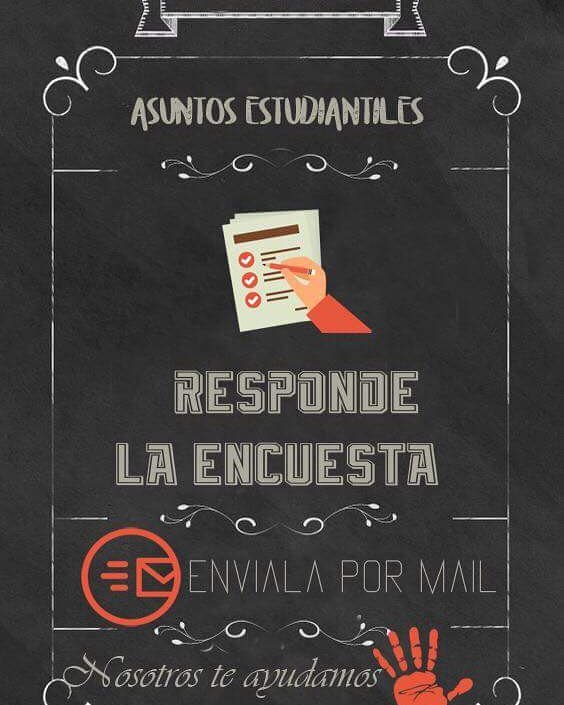 ASUNTOS ESTUDIANTILES
RESPONDE
LA ENCUESTA
ENVIALA POR MAIL
Nosotros te ayudamos